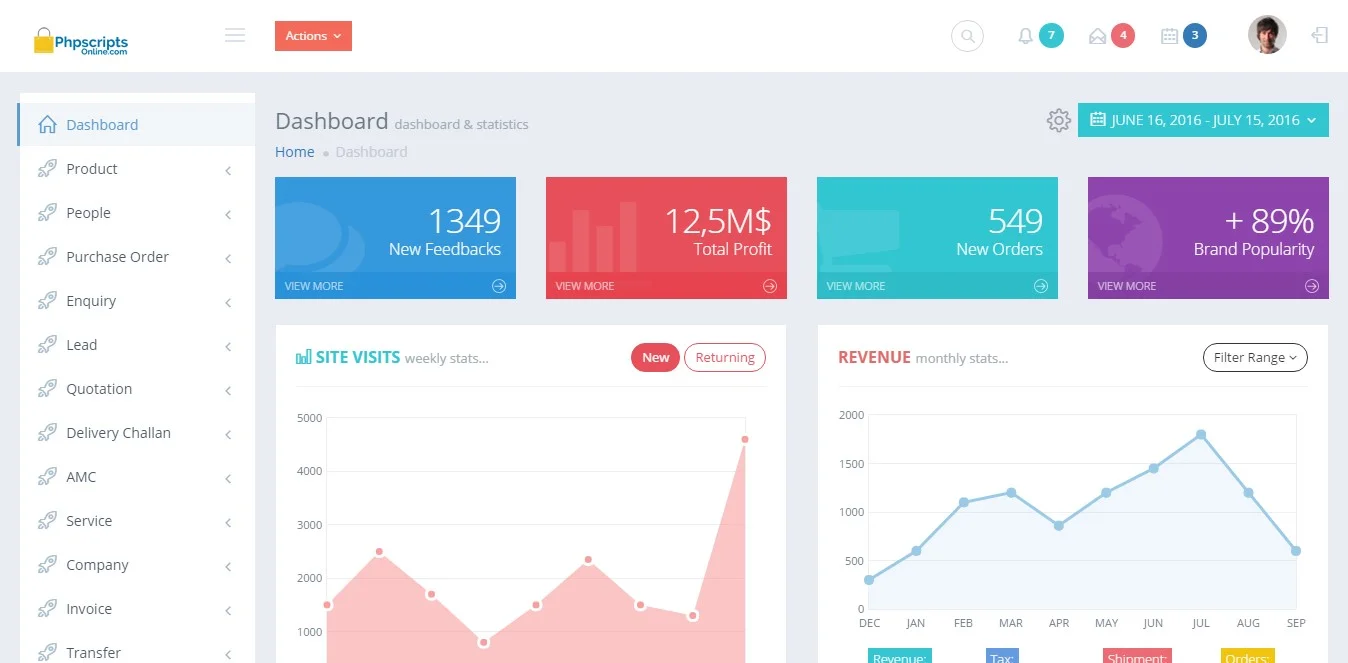 Phpscripts
Online.com
Actions
7
4
3
Dashboard
Product
People
Purchase Order
Enquiry
Lead
Quotation
Delivery Challan
AMC
Service
Company
Invoice
Transfer
Dashboard dashboard & statistics
JUNE 16, 2016 - JULY 15, 2016
Home Dashboard
1349
New Feedbacks
VIEW MORE
12,5M$
Total Profit
VIEW MORE
549
New Orders
VIEW MORE
+ 89%
Brand Popularity
VIEW MORE
SITE VISITS weekly stats...
New Returning
5000
4000
3000
2000
1000
REVENUE monthly stats...
Filter Range
2000
1500
1000
500
0
DEC JAN FEB MAR APR MAY JUN JUL AUG SEP
Revenue: Tax: Shipment: Orders: